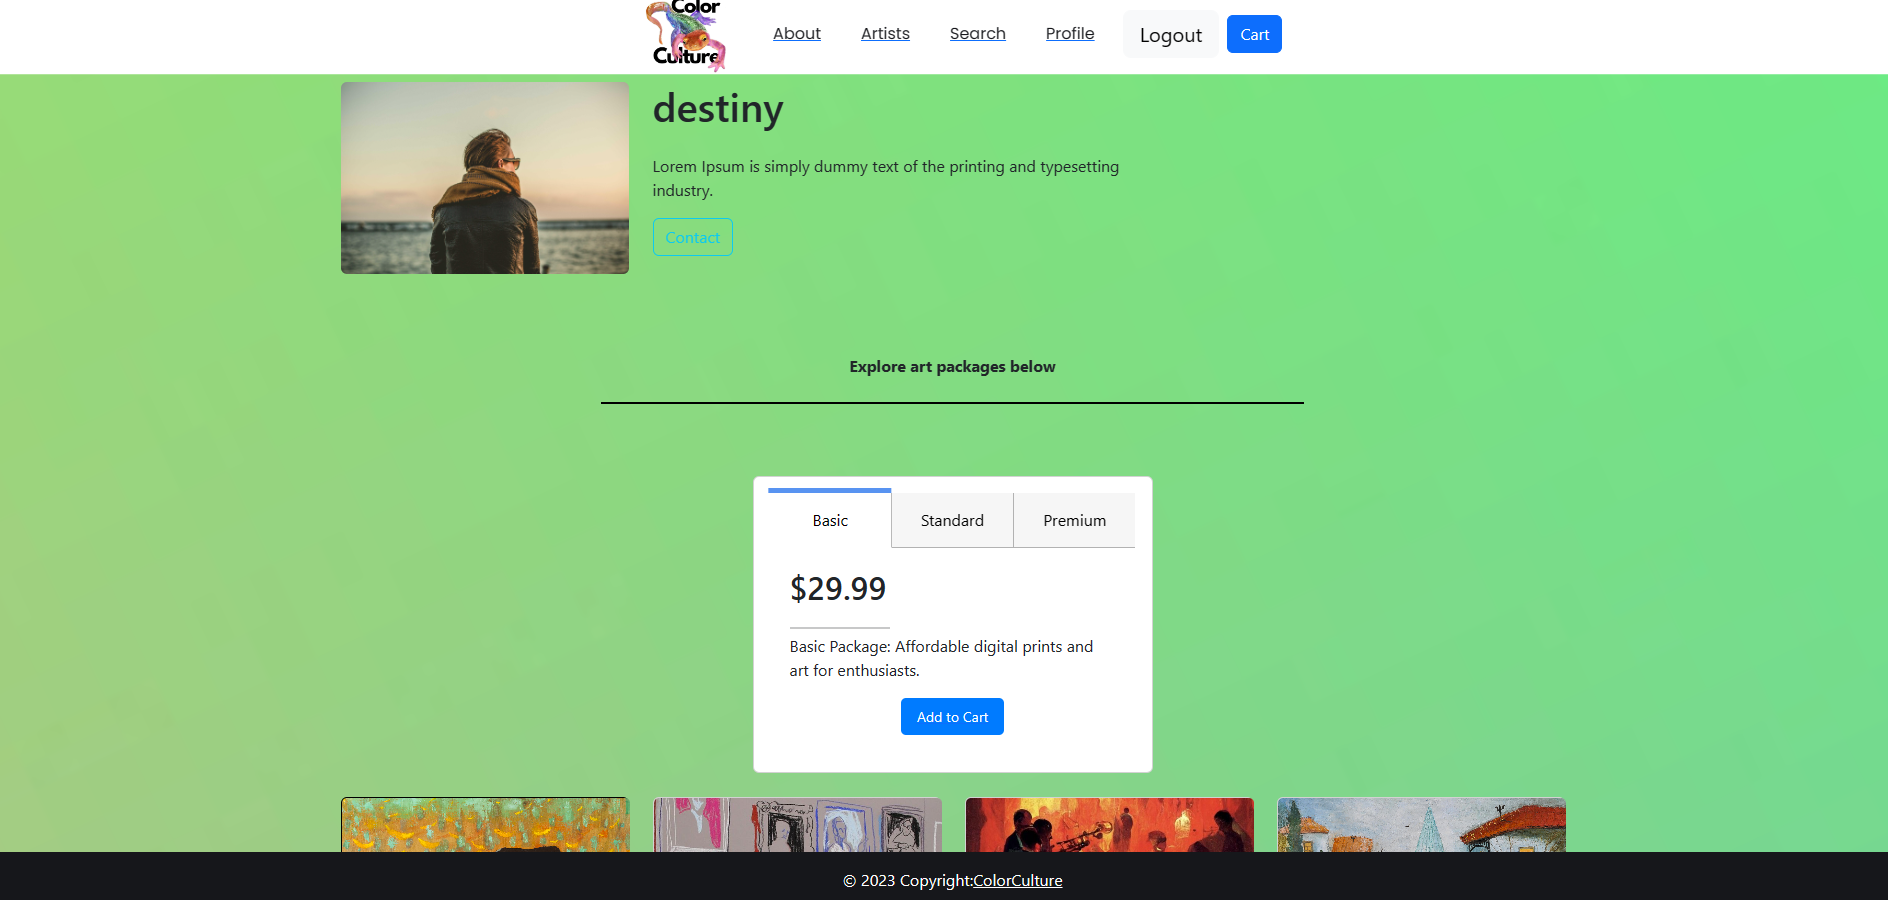 Color
Culture
About Artists Search Profile Logout Cart
destiny
Lorem Ipsum is simply dummy text of the printing and typesetting
industry.
Contact
Explore art packages below
Basic Standard Premium
$29.99
Basic Package: Affordable digital prints and
art for enthusiasts.
Add to Cart
© 2023 Copyright:ColorCulture